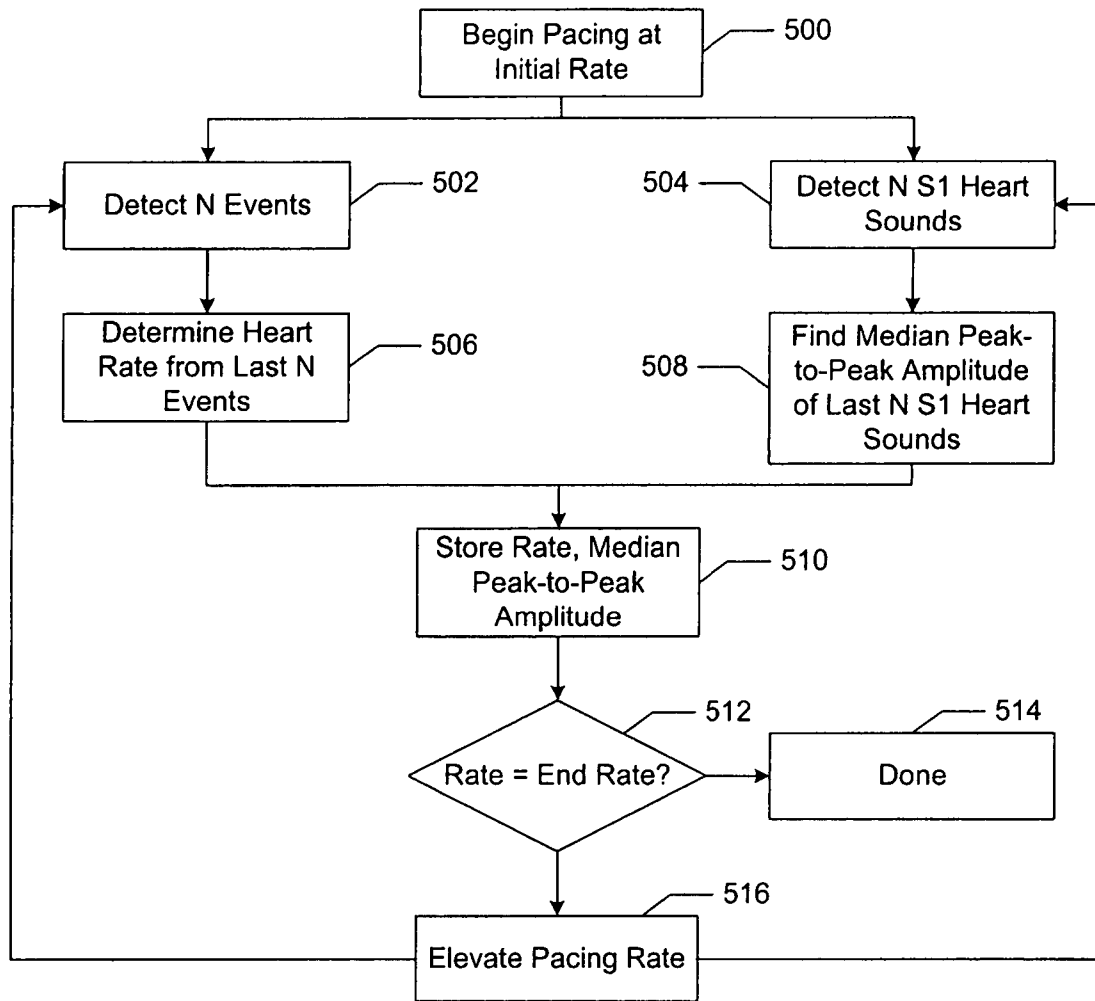 Begin Pacing at
Initial Rate
500
Detect N Events
502
504
Detect N S1 Heart
Sounds
Determine Heart
Rate from Last N
Events
506
508
Find Median Peak-
to-Peak Amplitude
of Last N S1 Heart
Sounds
Store Rate, Median
Peak-to-Peak
Amplitude
510
512
Rate = End Rate?
514
Done
516
Elevate Pacing Rate